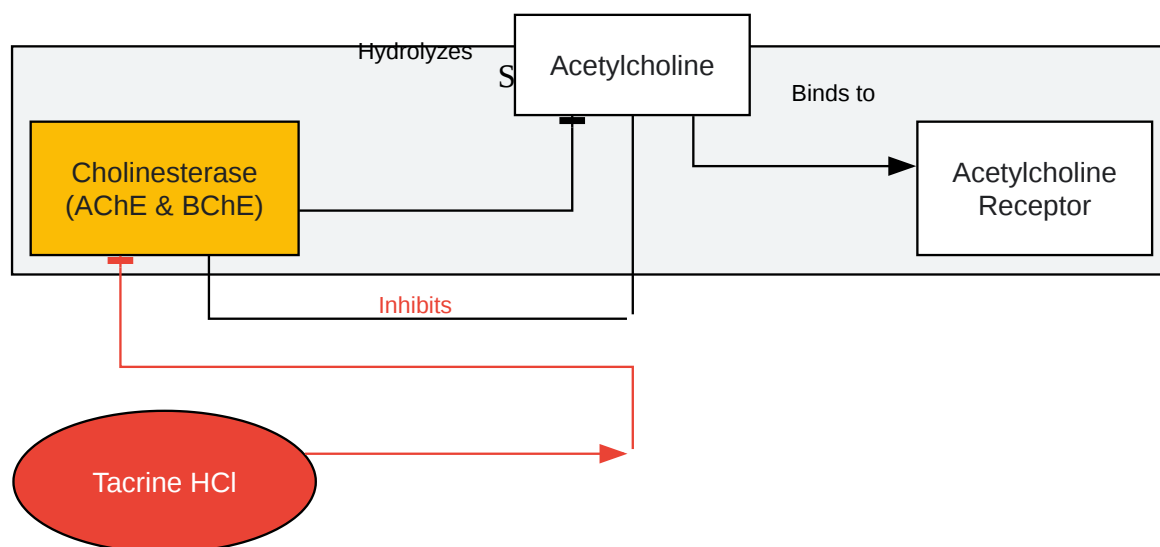 Hydrolyzes
S
Acetylcholine
Binds to
Cholinesterase
(AChE & BChE)
Acetylcholine
Receptor
Inhibits
Tacrine HCl